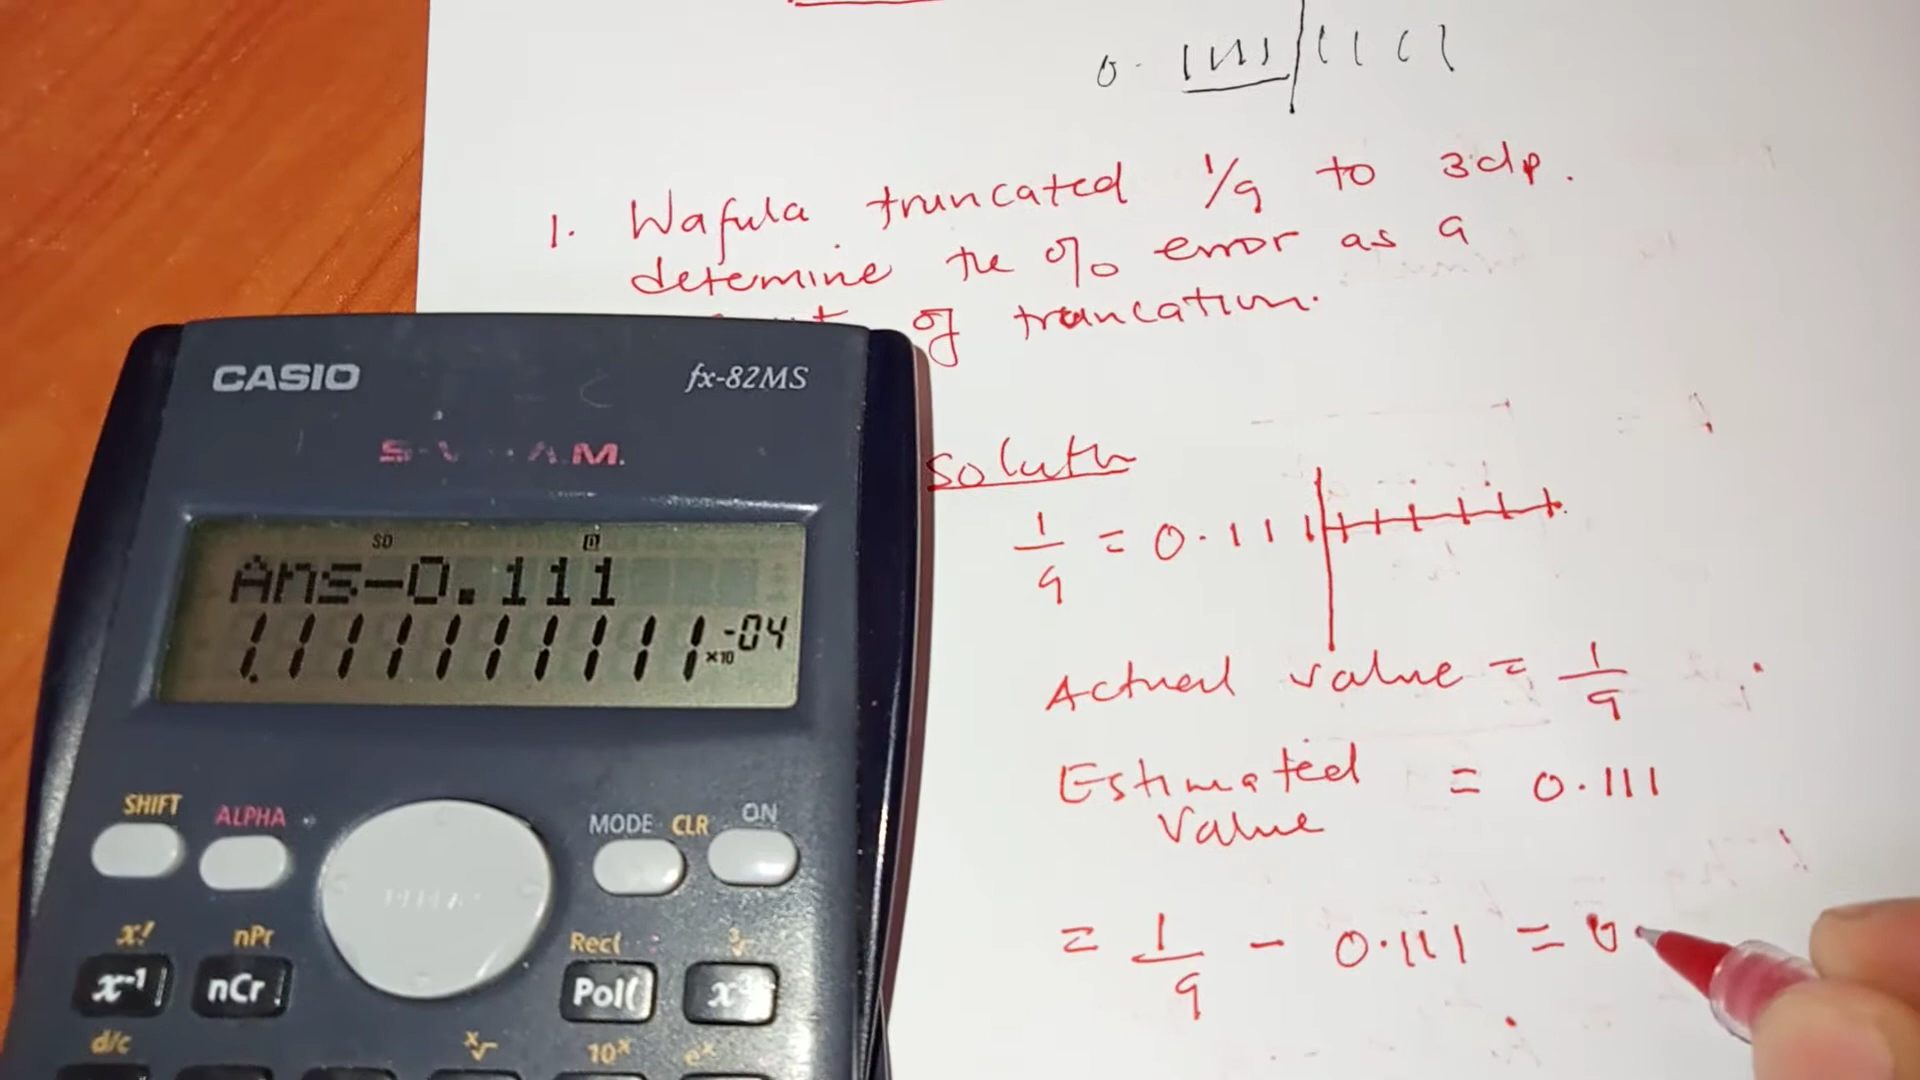 0.1111|1111
1. Wafula truncated 1/9 to 3dp.
determine the % error as a
of truncation.
Solutn
1/9 = 0.111
Actual value = 1/9
Estimated = 0.111
Value
= 1/9 - 0.111 = 0.
CASIO
fx-82MS
SD D
Ans-0.111
1.111111111×10-04
SHIFT
ALPHA
MODE CLR ON
x! nPr Rec( ³√
x-1 nCr Pol( x³
d/c x√ 10x ex